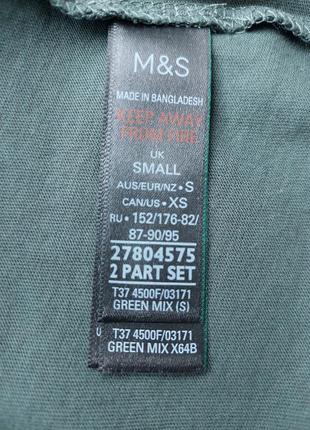 M&S
MADE IN BANGLADESH
KEEP AWAY
FROM FIRE
UK
SMALL
AUS/EUR/NZ • S
CAN/US • XS
RU • 152/176-82/
87-90/95
27804575
2 PART SET
T37 4500F/03171
GREEN MIX (S)
T37 4500F/03171
GREEN MIX X64B